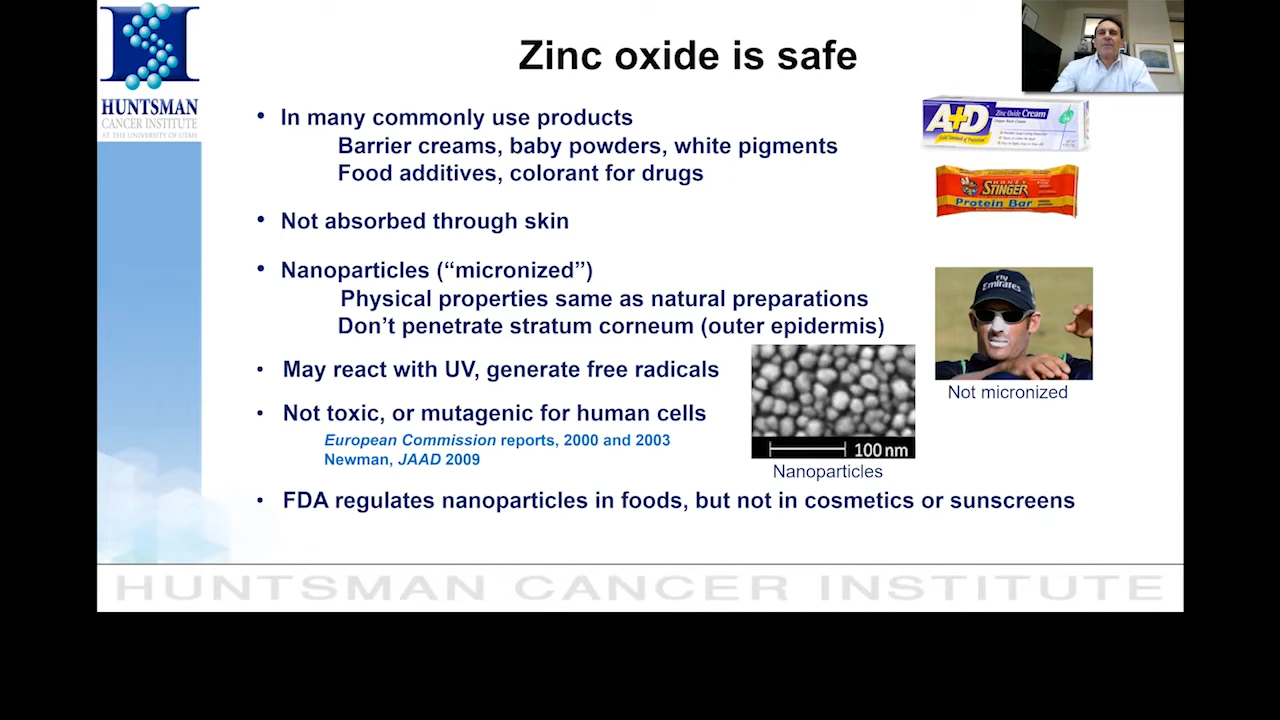 Zinc oxide is safe
HUNTSMAN
CANCER INSTITUTE
AT THE UNIVERSITY OF UTAH
• In many commonly use products
Barrier creams, baby powders, white pigments
Food additives, colorant for drugs
A+D
Zinc Oxide Cream
HONEY
STINGER
Protein Bar
• Not absorbed through skin
• Nanoparticles (“micronized”)
Physical properties same as natural preparations
Don’t penetrate stratum corneum (outer epidermis)
Fly
Emirates
Not micronized
• May react with UV, generate free radicals
• Not toxic, or mutagenic for human cells
European Commission reports, 2000 and 2003
Newman, JAAD 2009
100 nm
Nanoparticles
• FDA regulates nanoparticles in foods, but not in cosmetics or sunscreens
HUNTSMAN CANCER INSTITUTE